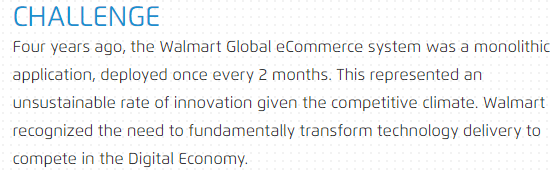 CHALLENGE
Four years ago, the Walmart Global eCommerce system was a monolithic
application, deployed once every 2 months. This represented an
unsustainable rate of innovation given the competitive climate. Walmart
recognized the need to fundamentally transform technology delivery to
compete in the Digital Economy.